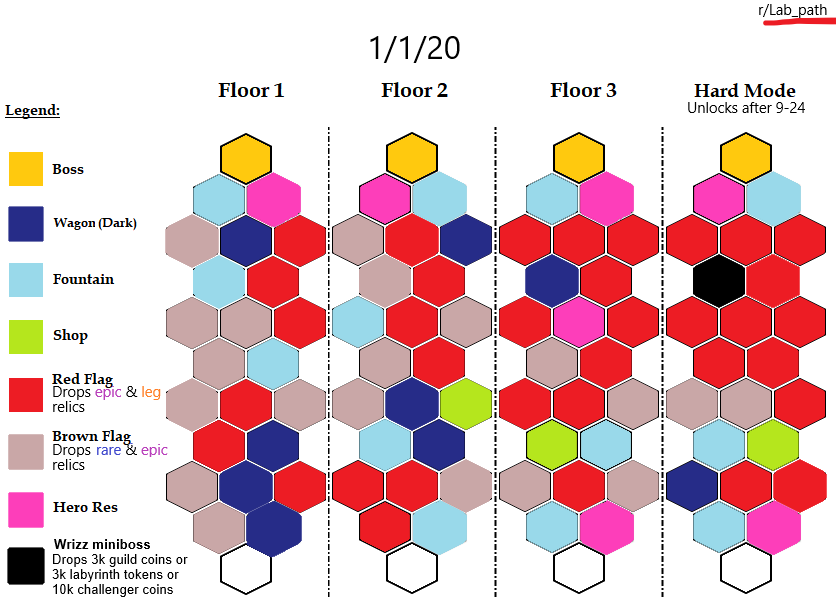 r/Lab_path
1/1/20
Floor 1
Floor 2
Floor 3
Hard Mode
Unlocks after 9-24
Legend:
Boss
Wagon (Dark)
Fountain
Shop
Red Flag
Drops epic & leg
relics
Brown Flag
Drops rare & epic
relics
Hero Res
Wrizz miniboss
Drops 3k guild coins or
3k labyrinth tokens or
10k challenger coins